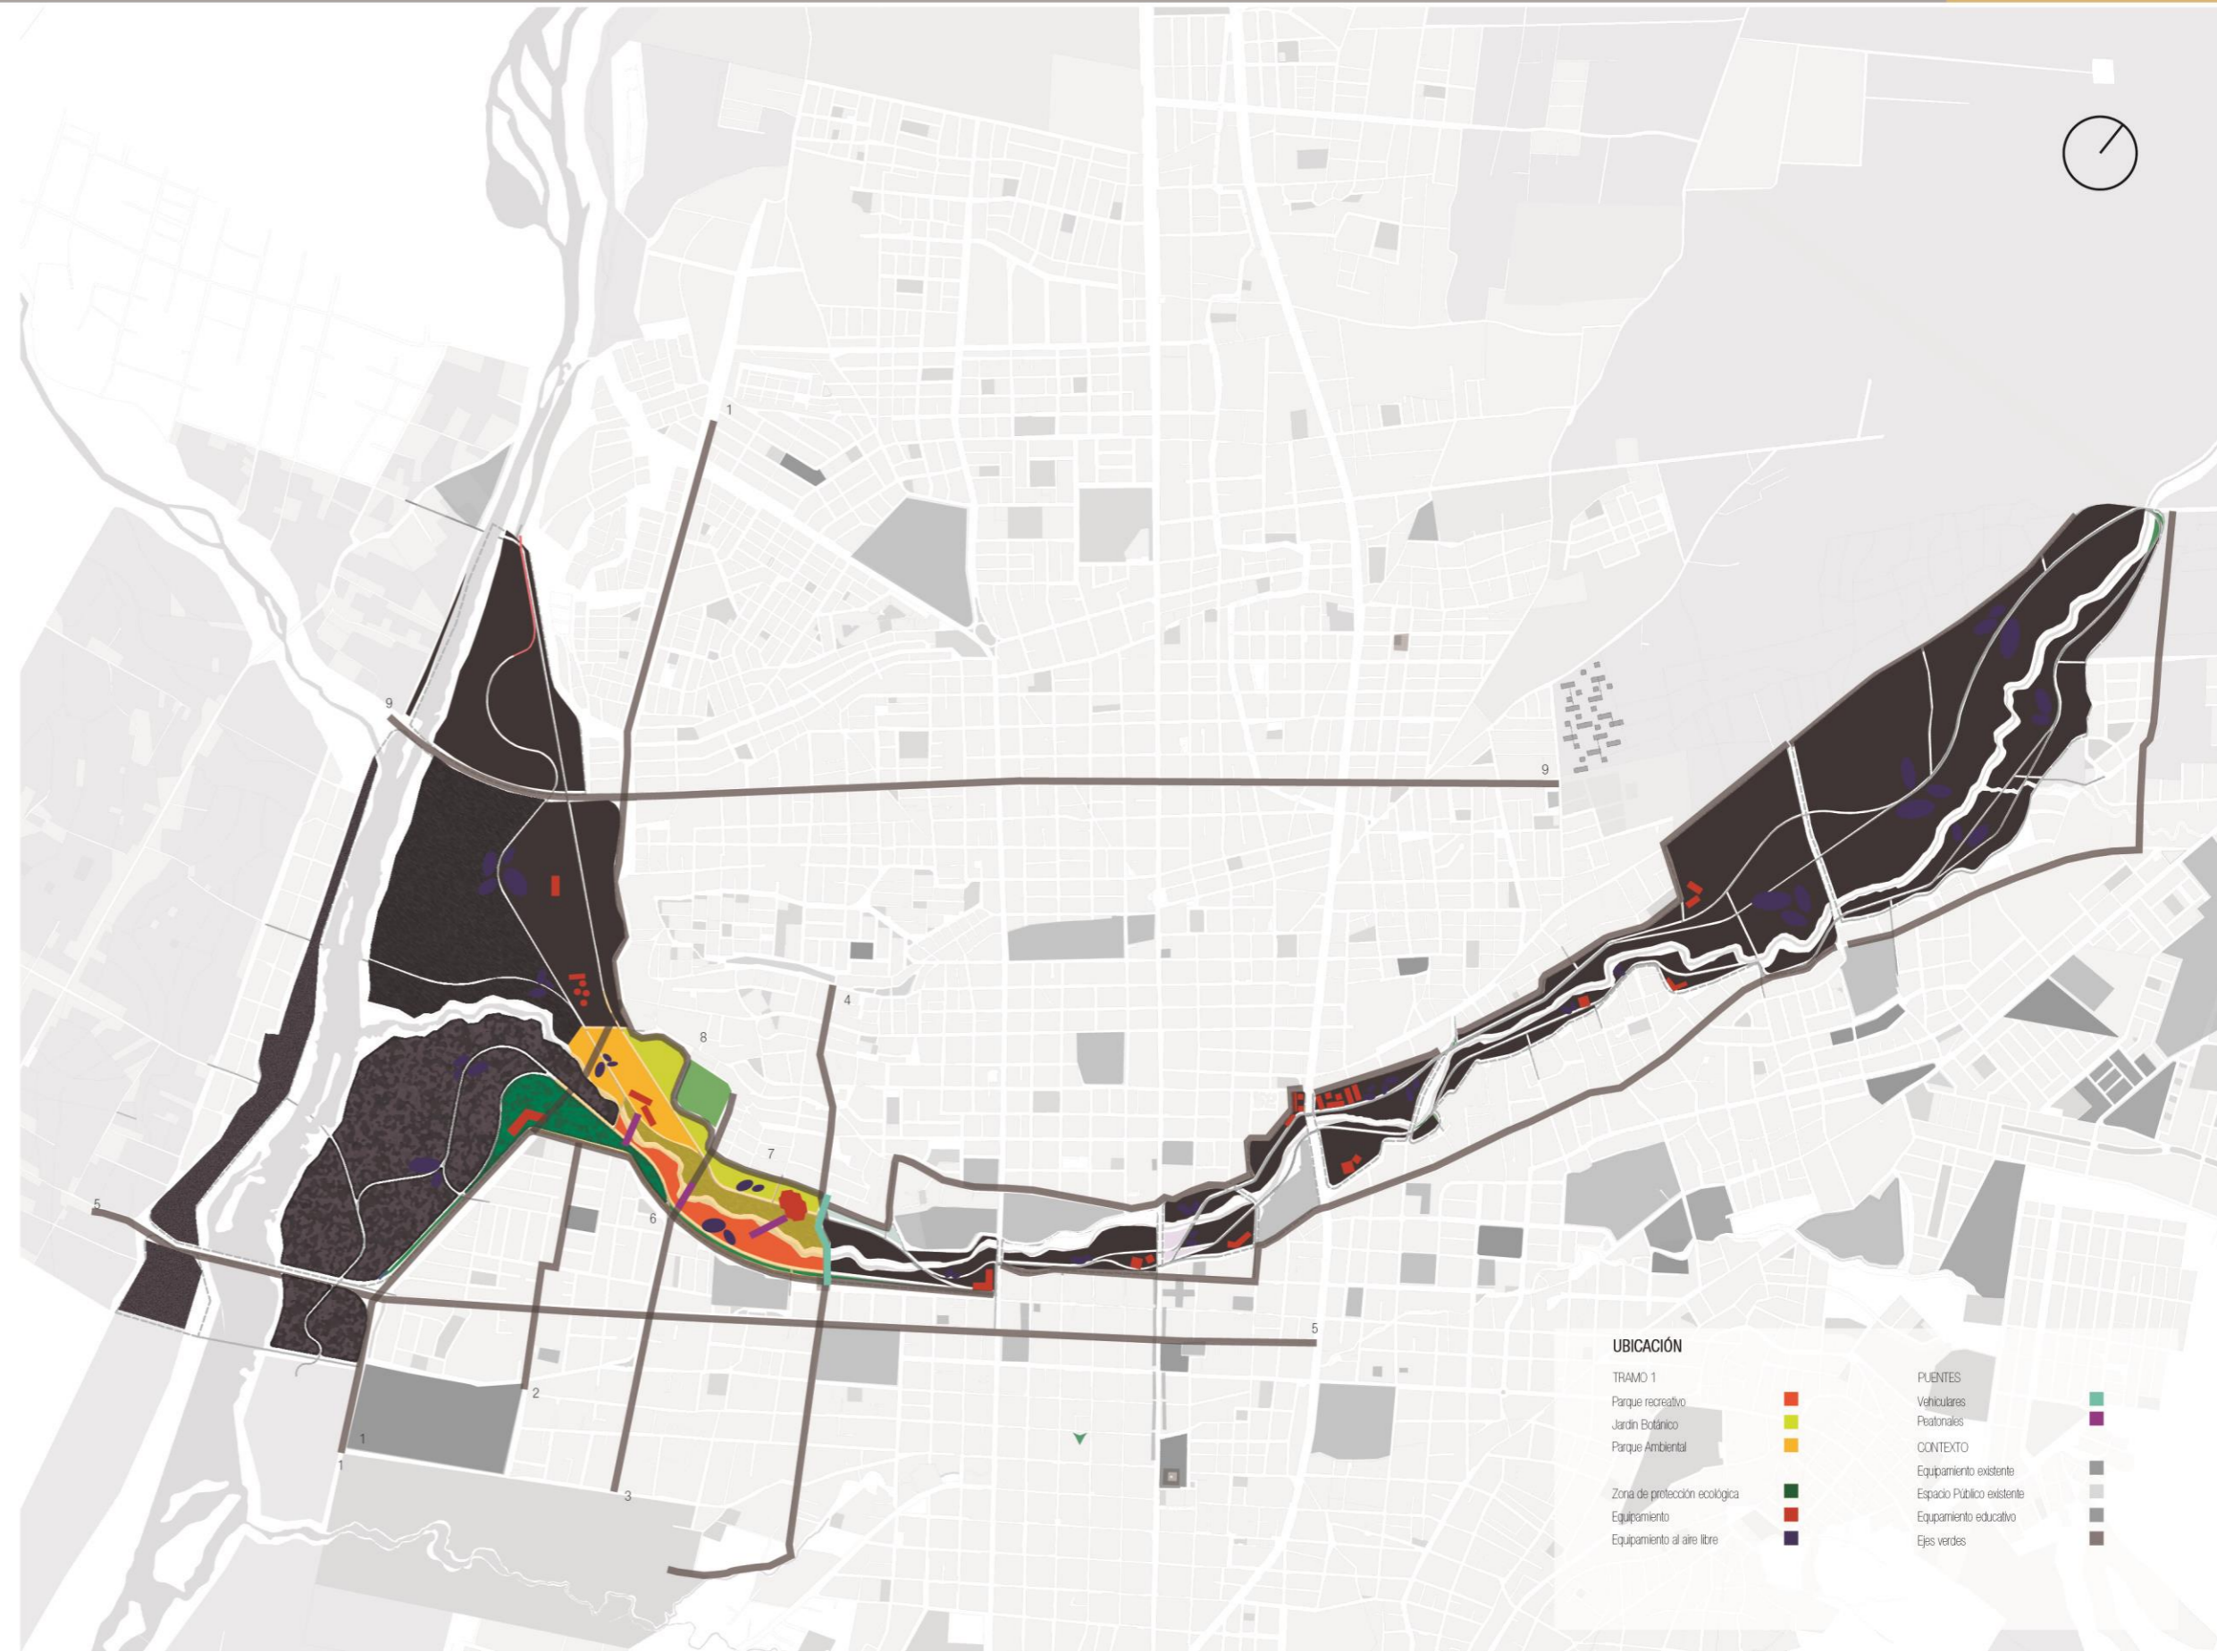 1
9
9
4
8
7
5
6
5
2
1
1
3
UBICACIÓN
TRAMO 1
Parque recreativo
Jardin Botánico
Parque Ambiental
Zona de protección ecológica
Equipamiento
Equipamiento al aire libre
PUENTES
Vehiculares
Peatonales
CONTEXTO
Equipamiento existente
Espacio Público existente
Equpamiento educativo
Ejes verdes